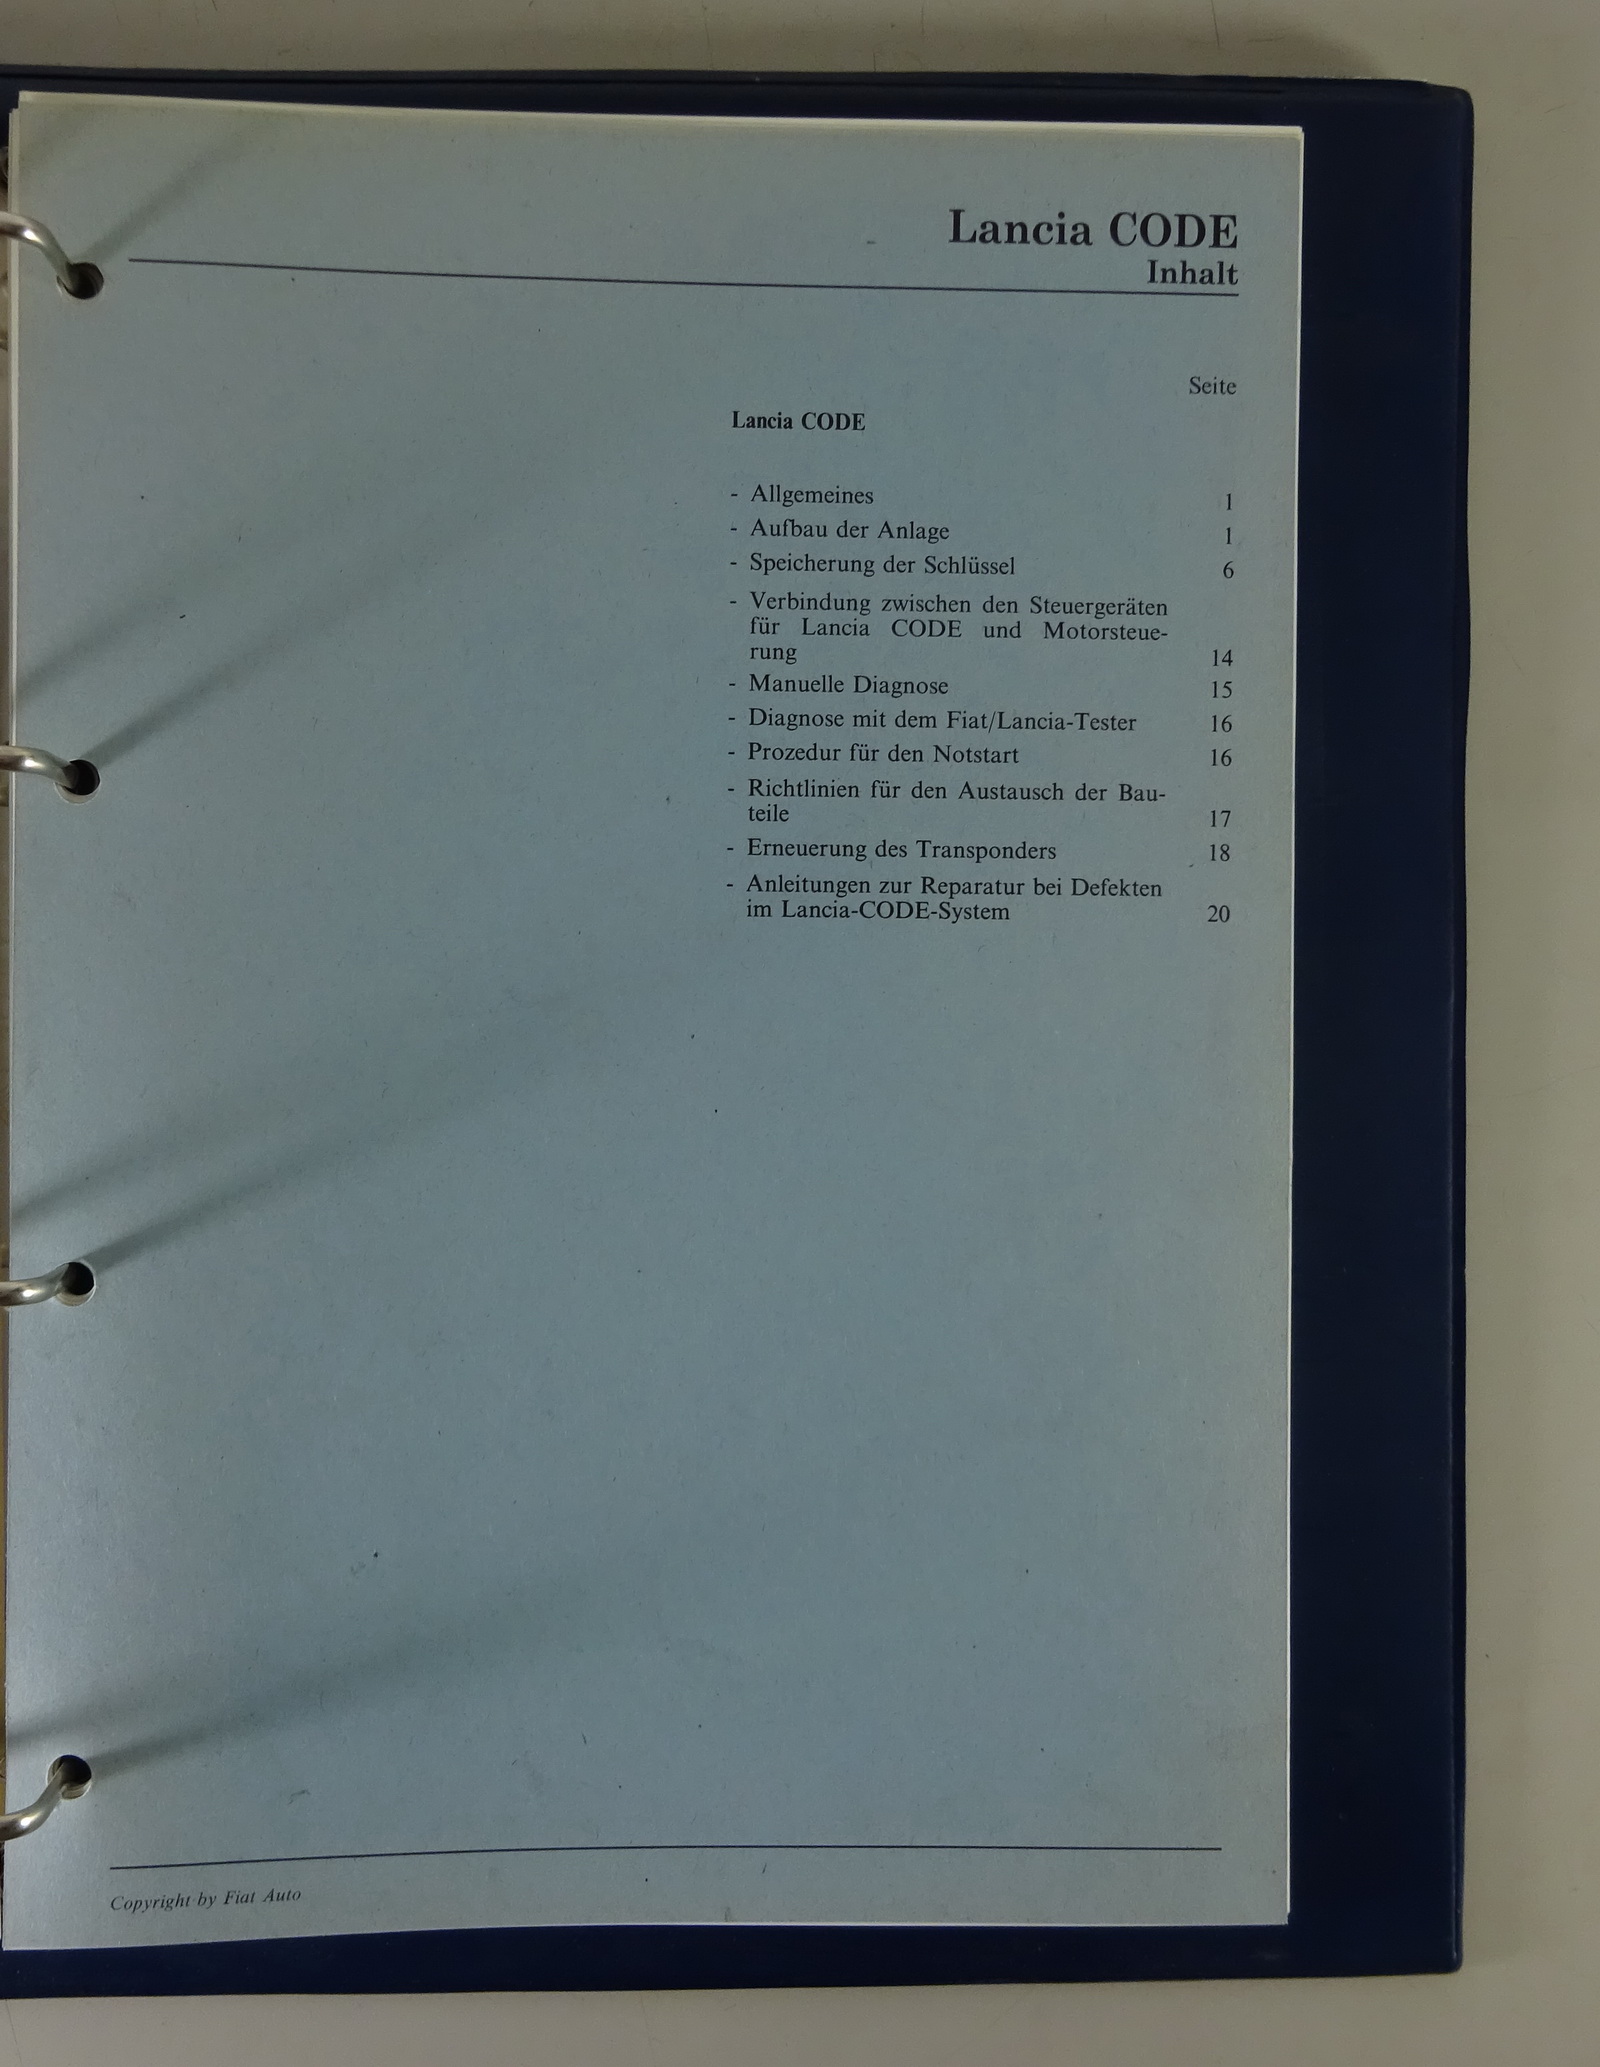 Lancia CODE
Inhalt
Seite
Lancia CODE
- Allgemeines 1
- Aufbau der Anlage 1
- Speicherung der Schlüssel 6
- Verbindung zwischen den Steuergeräten
für Lancia CODE und Motorsteue-
rung 14
- Manuelle Diagnose 15
- Diagnose mit dem Fiat/Lancia-Tester 16
- Prozedur für den Notstart 16
- Richtlinien für den Austausch der Bau-
teile 17
- Erneuerung des Transponders 18
- Anleitungen zur Reparatur bei Defekten
im Lancia-CODE-System 20
Copyright by Fiat Auto